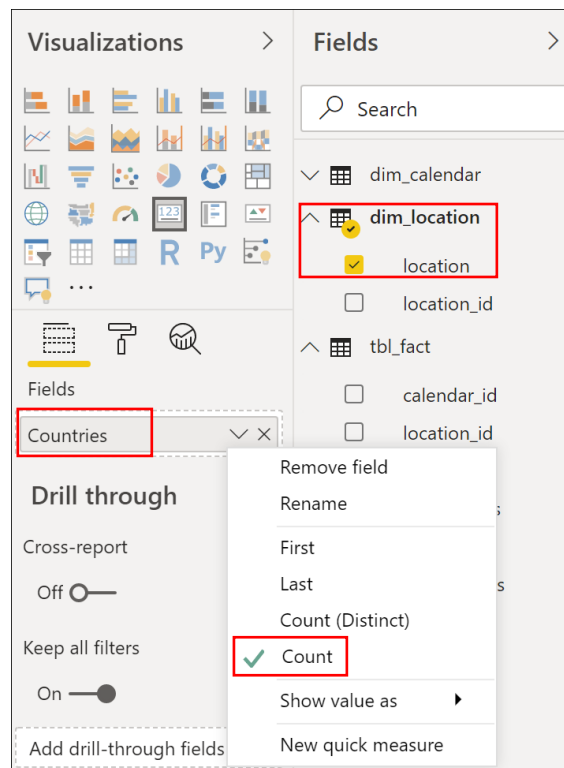 Visualizations
Fields
Search
123
R
Py
...
dim_calendar
dim_location
location
location_id
tbl_fact
calendar_id
location_id
Fields
Countries
Drill through
Cross-report
Off
Keep all filters
On
Add drill-through fields
Remove field
Rename
First
Last
Count (Distinct)
Count
Show value as
New quick measure
s
s